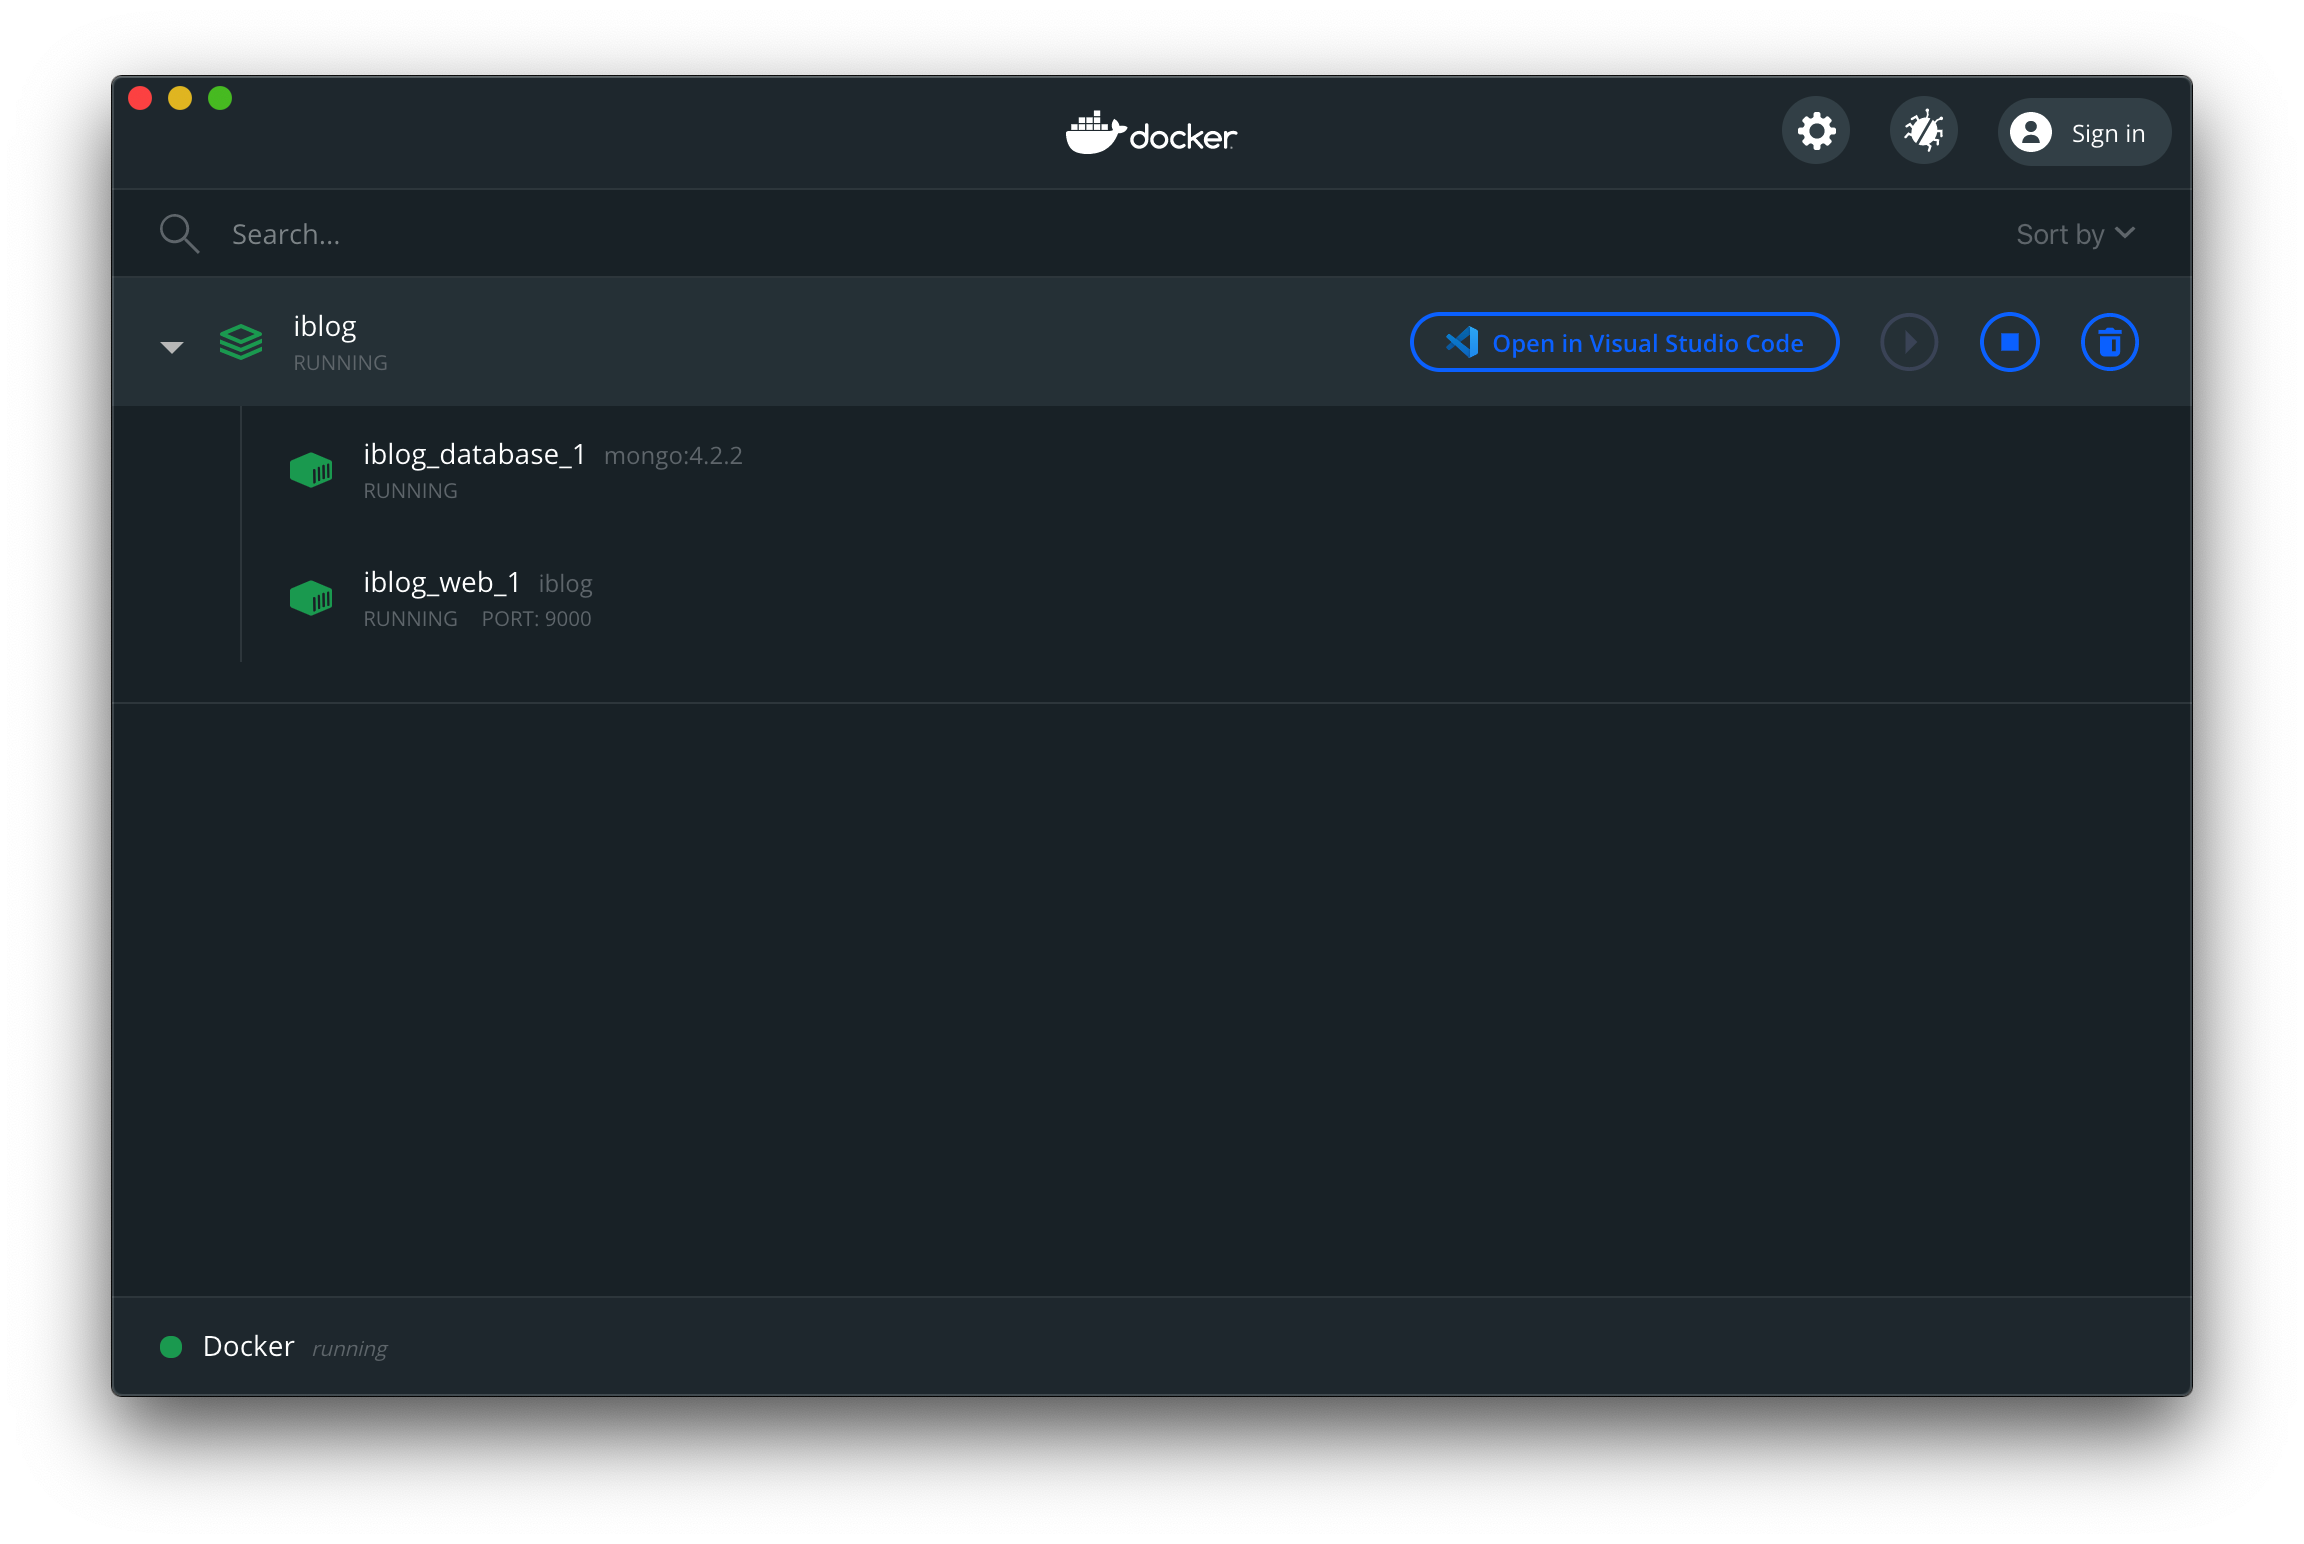 docker
Sign in
Search...
Sort by
iblog
RUNNING
Open in Visual Studio Code
iblog_database_1 mongo:4.2.2
RUNNING
iblog_web_1 iblog
RUNNING PORT: 9000
Docker running